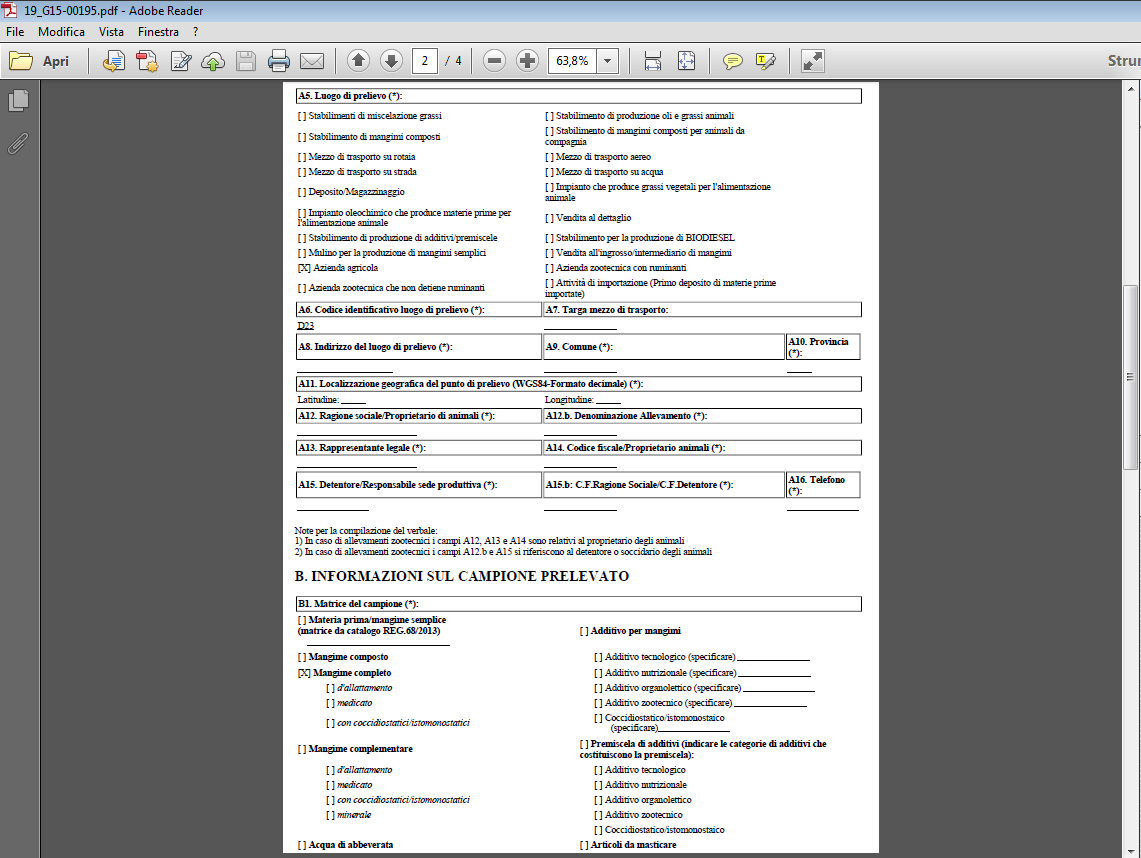 19_G15-00195.pdf - Adobe Reader
File Modifica Vista Finestra ?
Apri 2 / 4 63,8% Stru
A5. Luogo di prelievo (*):
[ ] Stabilimenti di miscelazione grassi [ ] Stabilimento di produzione oli e grassi animali
[ ] Stabilimento di mangimi composti [ ] Stabilimento di mangimi composti per animali da
compagnia
[ ] Mezzo di trasporto su rotaia [ ] Mezzo di trasporto aereo
[ ] Mezzo di trasporto su strada [ ] Mezzo di trasporto su acqua
[ ] Deposito/Magazzinaggio [ ] Impianto che produce grassi vegetali per l'alimentazione
animale
[ ] Impianto oleochimico che produce materie prime per
l'alimentazione animale [ ] Vendita al dettaglio
[ ] Stabilimento di produzione di additivi/premiscele [ ] Stabilimento per la produzione di BIODIESEL
[ ] Mulino per la produzione di mangimi semplici [ ] Vendita all'ingrosso/intermediario di mangimi
[X] Azienda agricola [ ] Azienda zootecnica con ruminanti
[ ] Azienda zootecnica che non detiene ruminanti [ ] Attività di importazione (Primo deposito di materie prime
importate)
A6. Codice identificativo luogo di prelievo (*): A7. Targa mezzo di trasporto:
D23
A8. Indirizzo del luogo di prelievo (*): A9. Comune (*): A10. Provincia
(*):
A11. Localizzazione geografica del punto di prelievo (WGS84-Formato decimale) (*):
Latitudine: _____ Longitudine: _____
A12. Ragione sociale/Proprietario di animali (*): A12.b. Denominazione Allevamento (*):
A13. Rappresentante legale (*): A14. Codice fiscale/Proprietario animali (*):
A15. Detentore/Responsabile sede produttiva (*): A15.b: C.F.Ragione Sociale/C.F.Detentore (*): A16. Telefono
(*):
Note per la compilazione del verbale:
1) In caso di allevamenti zootecnici i campi A12, A13 e A14 sono relativi al proprietario degli animali
2) In caso di allevamenti zootecnici i campi A12.b e A15 si riferiscono al detentore o soccidario degli animali
B. INFORMAZIONI SUL CAMPIONE PRELEVATO
B1. Matrice del campione (*):
[ ] Materia prima/mangime semplice
(matrice da catalogo REG.68/2013) [ ] Additivo per mangimi
[ ] Mangime composto [ ] Additivo tecnologico (specificare)_______________
[X] Mangime completo [ ] Additivo nutrizionale (specificare)_______________
[ ] d'allattamento [ ] Additivo organolettico (specificare)_______________
[ ] medicato [ ] Additivo zootecnico (specificare)_______________
[ ] con coccidiostatici/istomonostatici [ ] Coccidiostatico/istomonostaico
(specificare)_______________
[ ] Mangime complementare [ ] Premiscela di additivi (indicare le categorie di additivi che
costituiscono la premiscela):
[ ] d'allattamento [ ] Additivo tecnologico
[ ] medicato [ ] Additivo nutrizionale
[ ] con coccidiostatici/istomonostatici [ ] Additivo organolettico
[ ] minerale [ ] Additivo zootecnico
[ ] Coccidiostatico/istomonostaico
[ ] Acqua di abbeverata [ ] Articoli da masticare